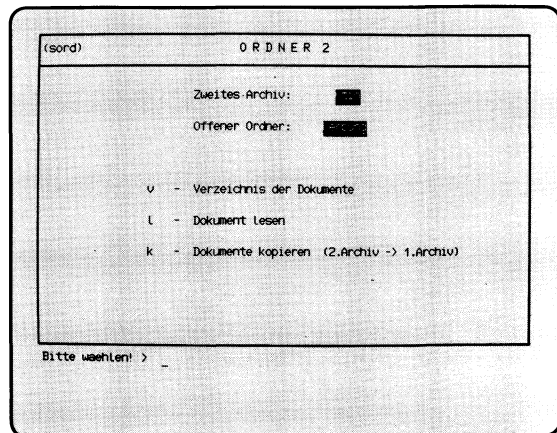 (sord) O R D N E R 2
Zweites Archiv:
Offener Ordner:
v - Verzeichnis der Dokumente
l - Dokument lesen
k - Dokumente kopieren (2.Archiv -> 1.Archiv)
Bitte waehlen! > _